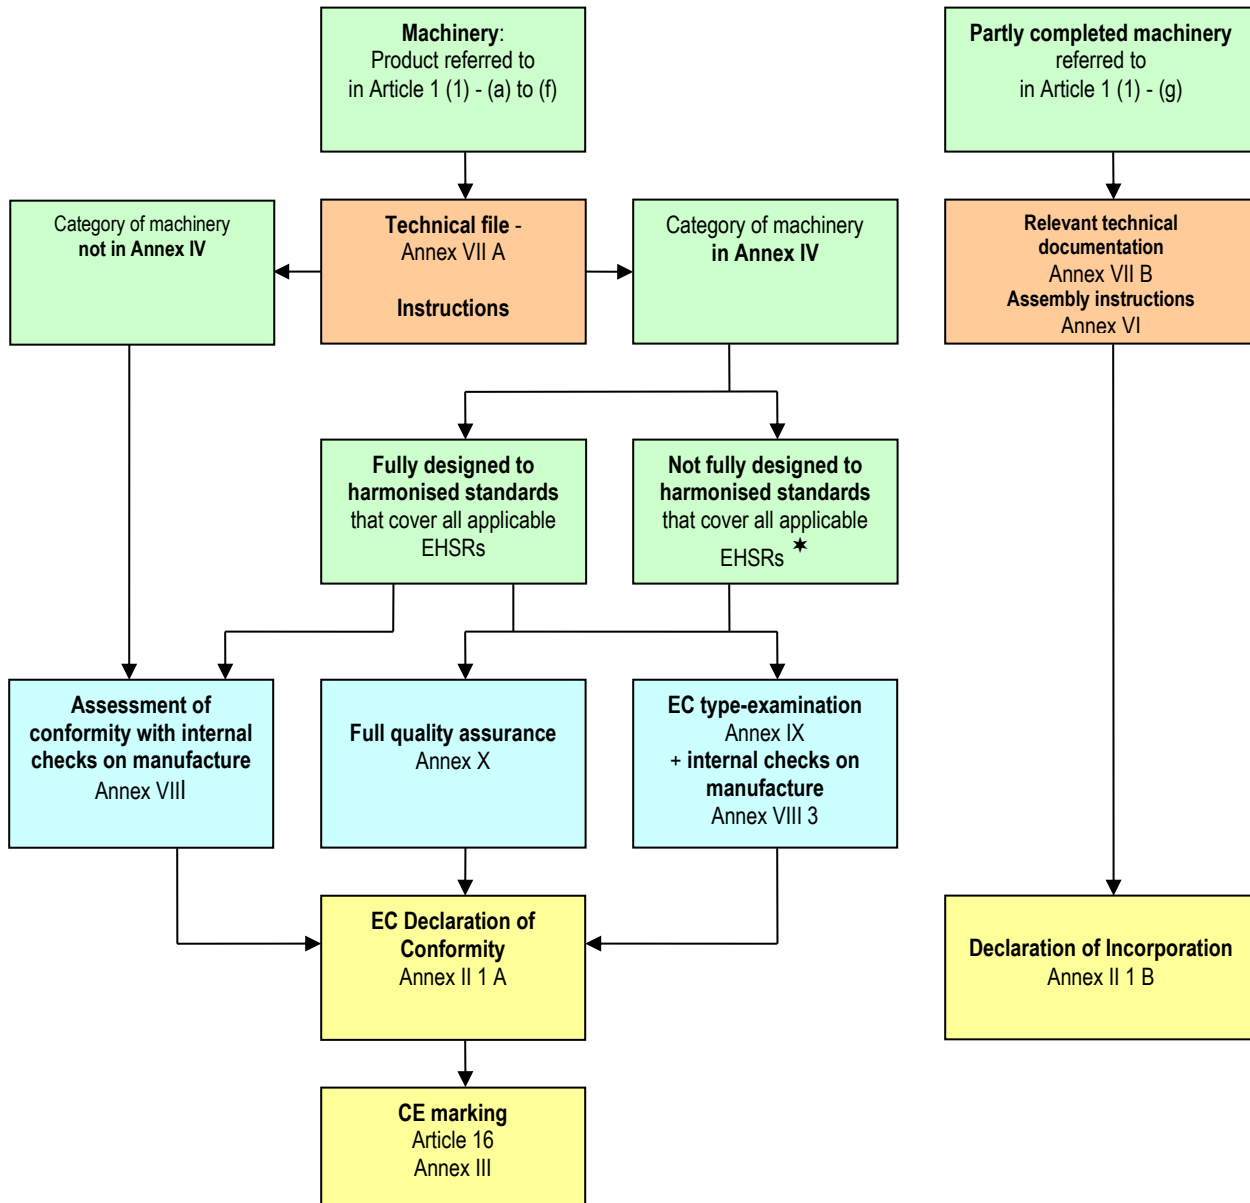 Machinery:
Product referred to
in Article 1 (1) - (a) to (f)
Partly completed machinery
referred to
in Article 1 (1) - (g)
Category of machinery
not in Annex IV
Technical file -
Annex VII A
Instructions
Category of machinery
in Annex IV
Relevant technical
documentation
Annex VII B
Assembly instructions
Annex VI
Fully designed to
harmonised standards
that cover all applicable
EHSRs
Not fully designed to
harmonised standards
that cover all applicable
EHSRs ✶
Assessment of
conformity with internal
checks on manufacture
Annex VIII
Full quality assurance
Annex X
EC type-examination
Annex IX
+ internal checks on
manufacture
Annex VIII 3
EC Declaration of
Conformity
Annex II 1 A
Declaration of Incorporation
Annex II 1 B
CE marking
Article 16
Annex III